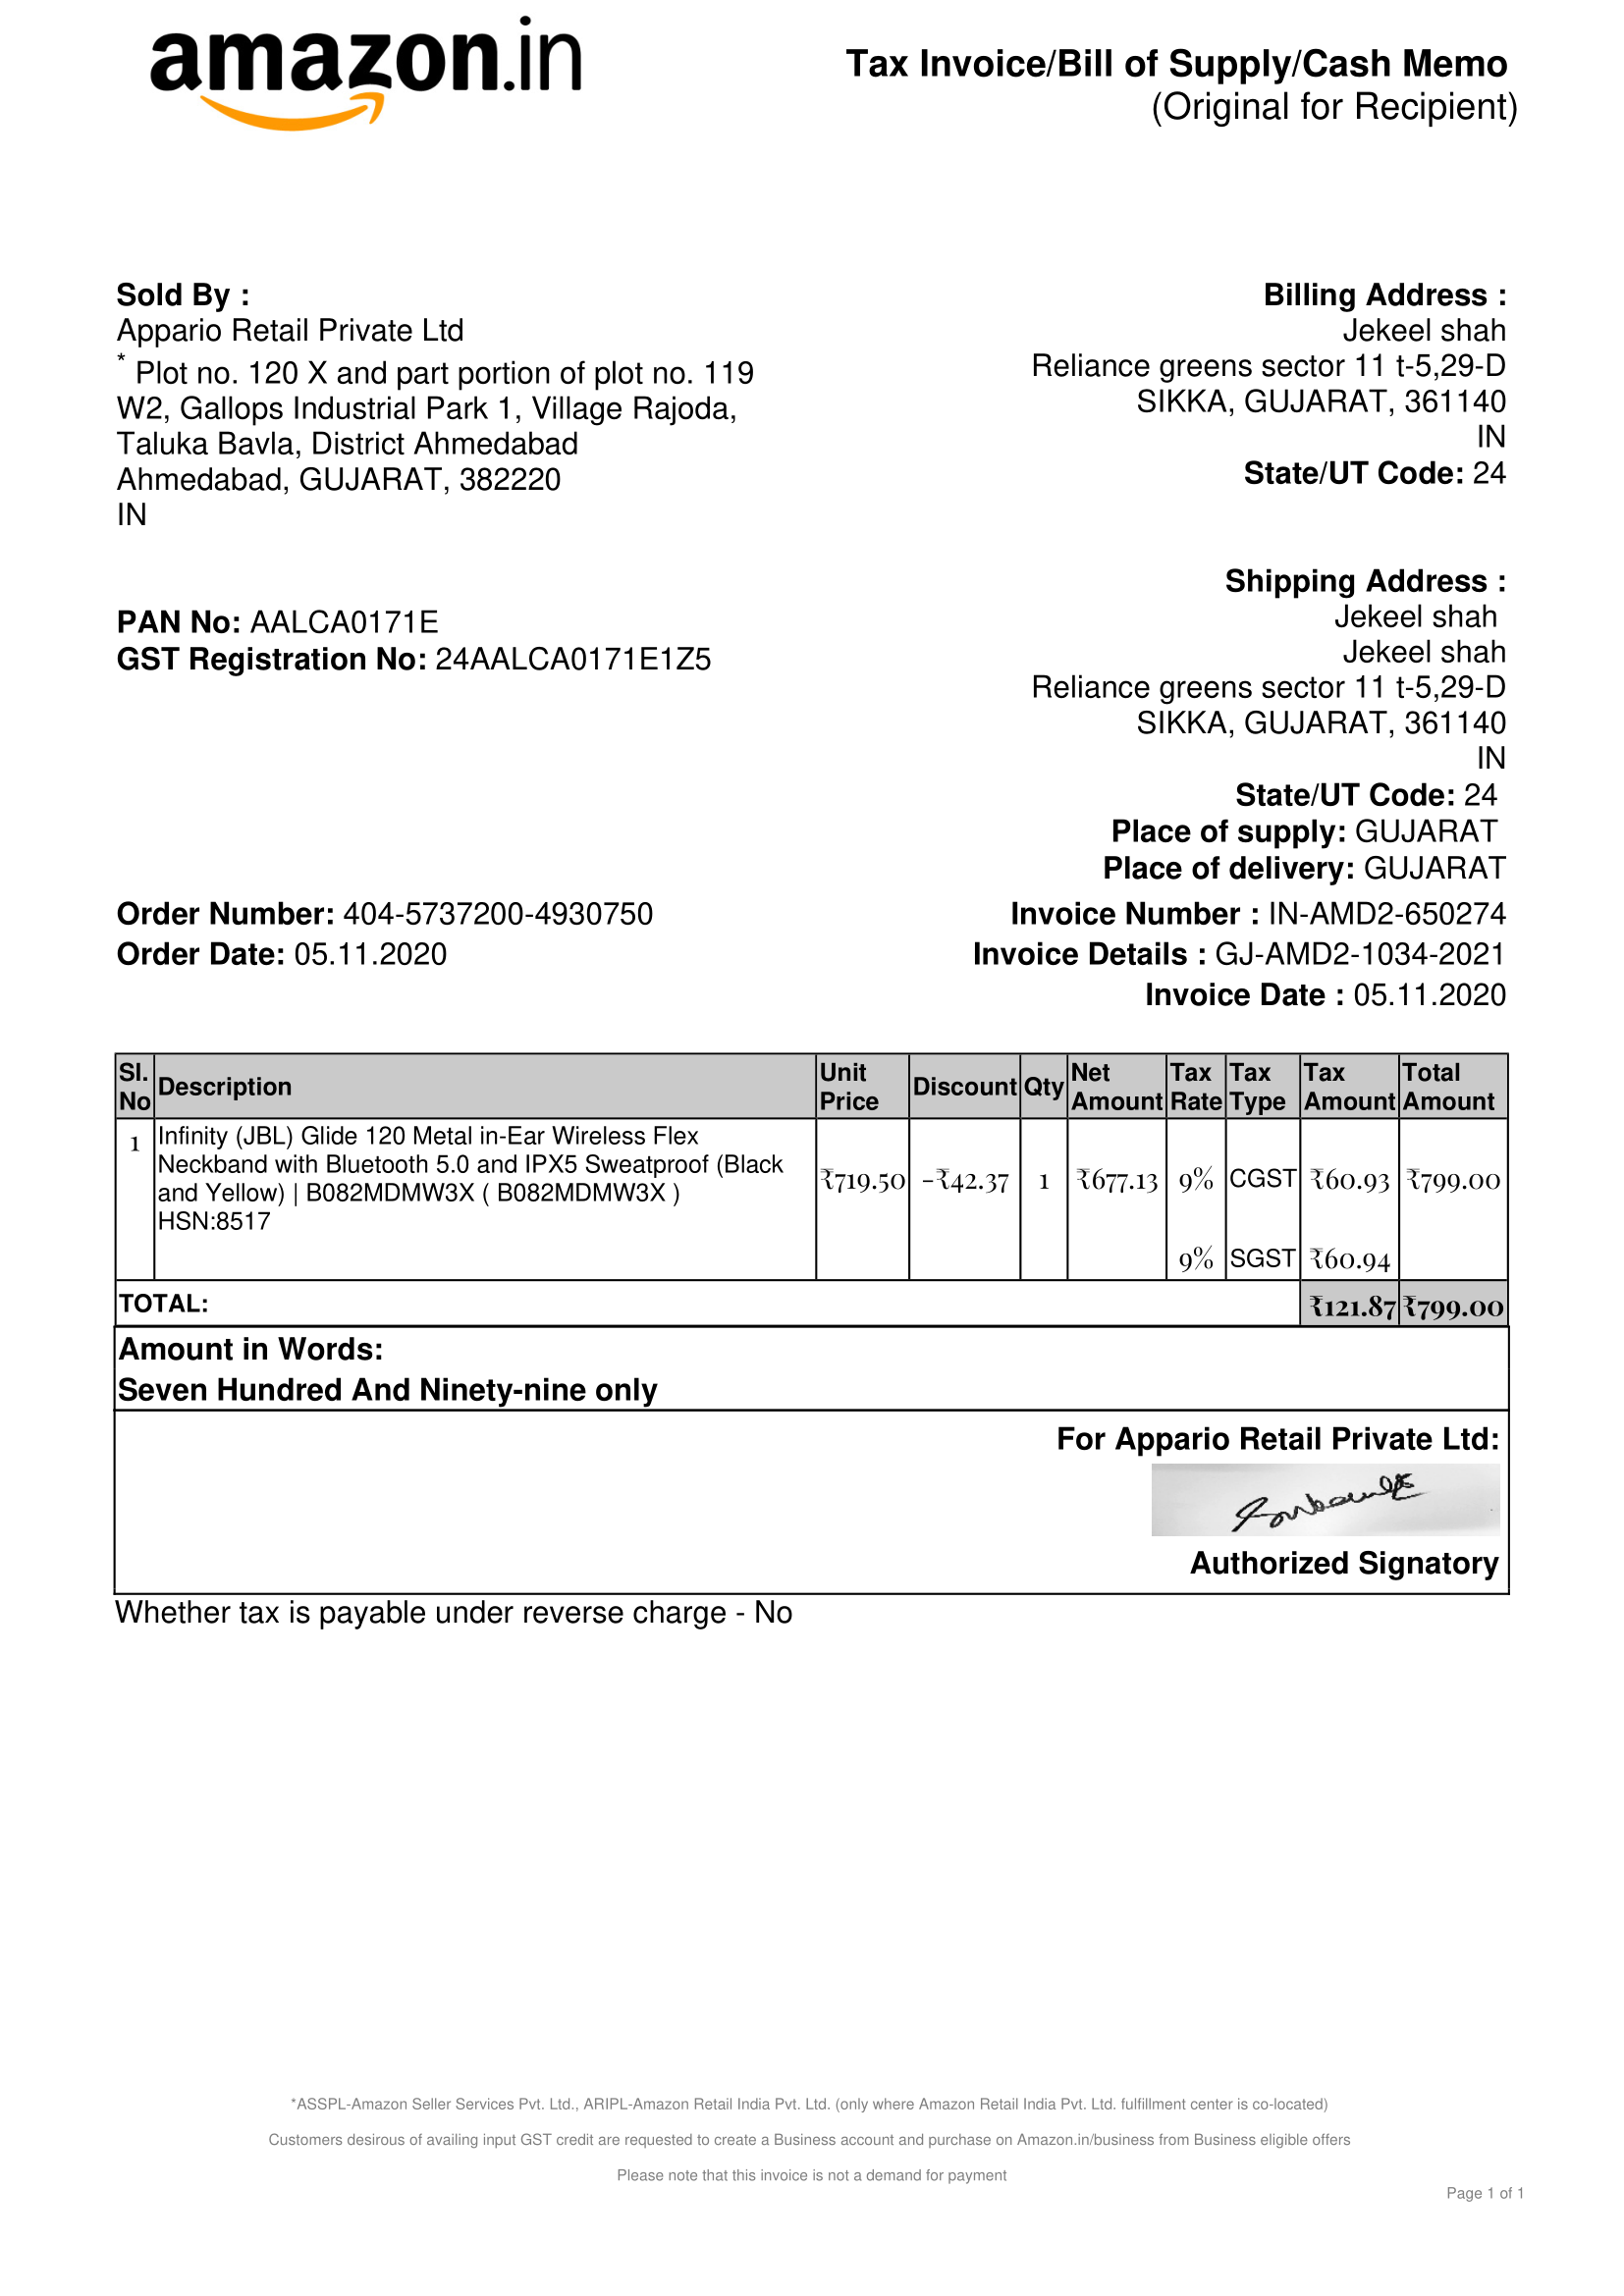 amazon.in
Tax Invoice/Bill of Supply/Cash Memo
(Original for Recipient)
Sold By :
Appario Retail Private Ltd
* Plot no. 120 X and part portion of plot no. 119
W2, Gallops Industrial Park 1, Village Rajoda,
Taluka Bavla, District Ahmedabad
Ahmedabad, GUJARAT, 382220
IN
PAN No: AALCA0171E
GST Registration No: 24AALCA0171E1Z5
Billing Address :
Jekeel shah
Reliance greens sector 11 t-5,29-D
SIKKA, GUJARAT, 361140
IN
State/UT Code: 24
Shipping Address :
Jekeel shah
Jekeel shah
Reliance greens sector 11 t-5,29-D
SIKKA, GUJARAT, 361140
IN
State/UT Code: 24
Place of supply: GUJARAT
Place of delivery: GUJARAT
Order Number: 404-5737200-4930750
Order Date: 05.11.2020
Invoice Number : IN-AMD2-650274
Invoice Details : GJ-AMD2-1034-2021
Invoice Date : 05.11.2020
Sl. No Description Unit Price Discount Qty Net Amount Tax Rate Tax Type Tax Amount Total Amount
1 Infinity (JBL) Glide 120 Metal in-Ear Wireless Flex
Neckband with Bluetooth 5.0 and IPX5 Sweatproof (Black
and Yellow) | B082MDMW3X ( B082MDMW3X )
HSN:8517
₹719.50 -₹42.37 1 ₹677.13 9% CGST ₹60.93 ₹799.00
9% SGST ₹60.94
TOTAL: ₹121.87 ₹799.00
Amount in Words:
Seven Hundred And Ninety-nine only
For Appario Retail Private Ltd:
Authorized Signatory
Whether tax is payable under reverse charge - No
*ASSPL-Amazon Seller Services Pvt. Ltd., ARIPL-Amazon Retail India Pvt. Ltd. (only where Amazon Retail India Pvt. Ltd. fulfillment center is co-located)
Customers desirous of availing input GST credit are requested to create a Business account and purchase on Amazon.in/business from Business eligible offers
Please note that this invoice is not a demand for payment
Page 1 of 1